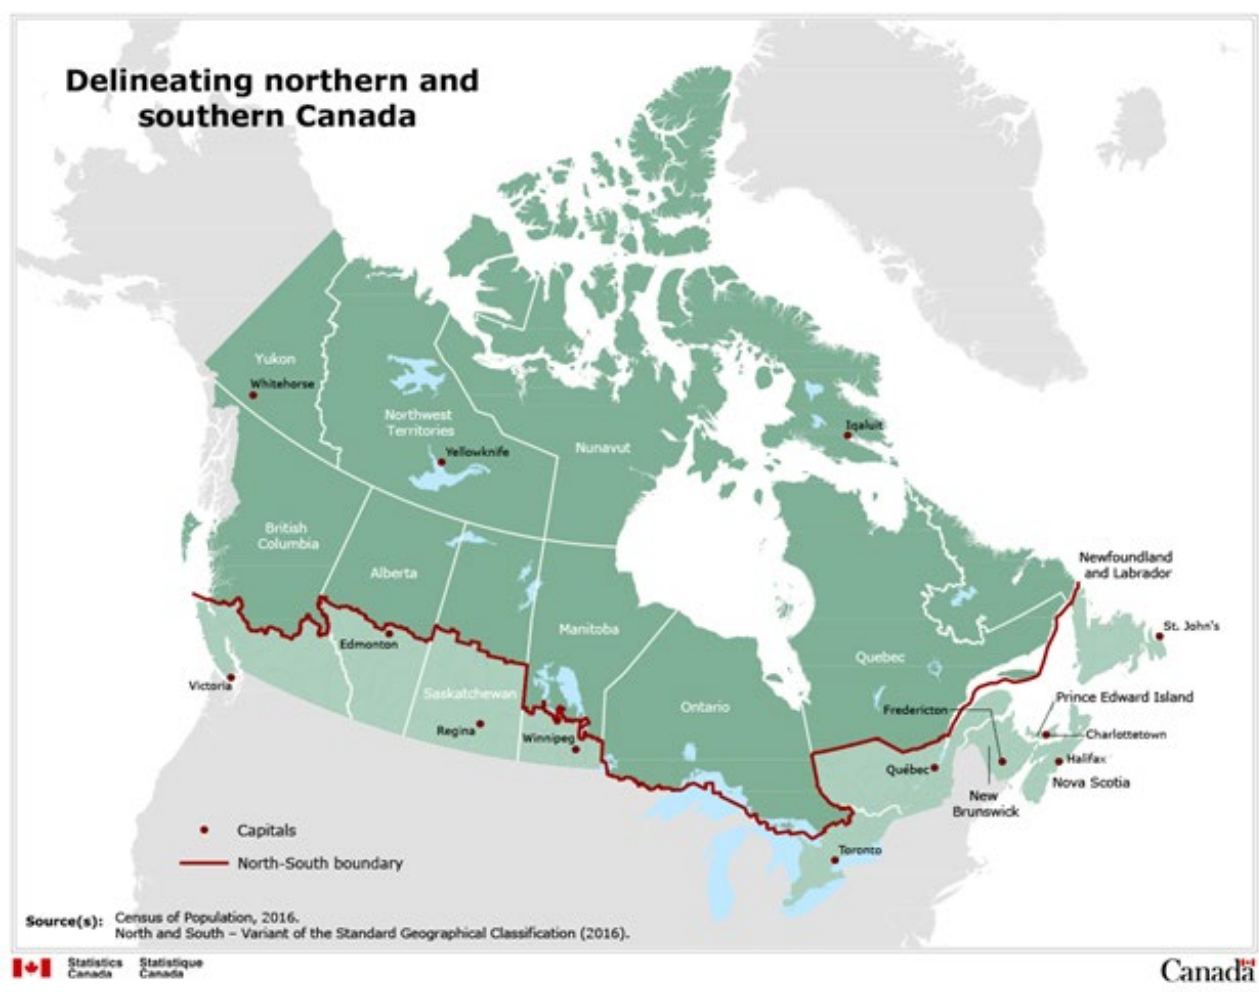 Delineating northern and
southern Canada
Yukon
Whitehorse
Northwest
Territories
Yellowknife
Nunavut
Iqaluit
British
Columbia
Alberta
Manitoba
Newfoundland
and Labrador
St. John's
Edmonton
Quebec
Victoria
Saskatchewan
Ontario
Prince Edward Island
Fredericton
Regina
Winnipeg
Charlottetown
Halifax
Québec
Nova Scotia
New
Brunswick
Toronto
Capitals
North-South boundary
Source(s): Census of Population, 2016.
North and South – Variant of the Standard Geographical Classification (2016).
Statistics Statistique
Canada Canada
Canada